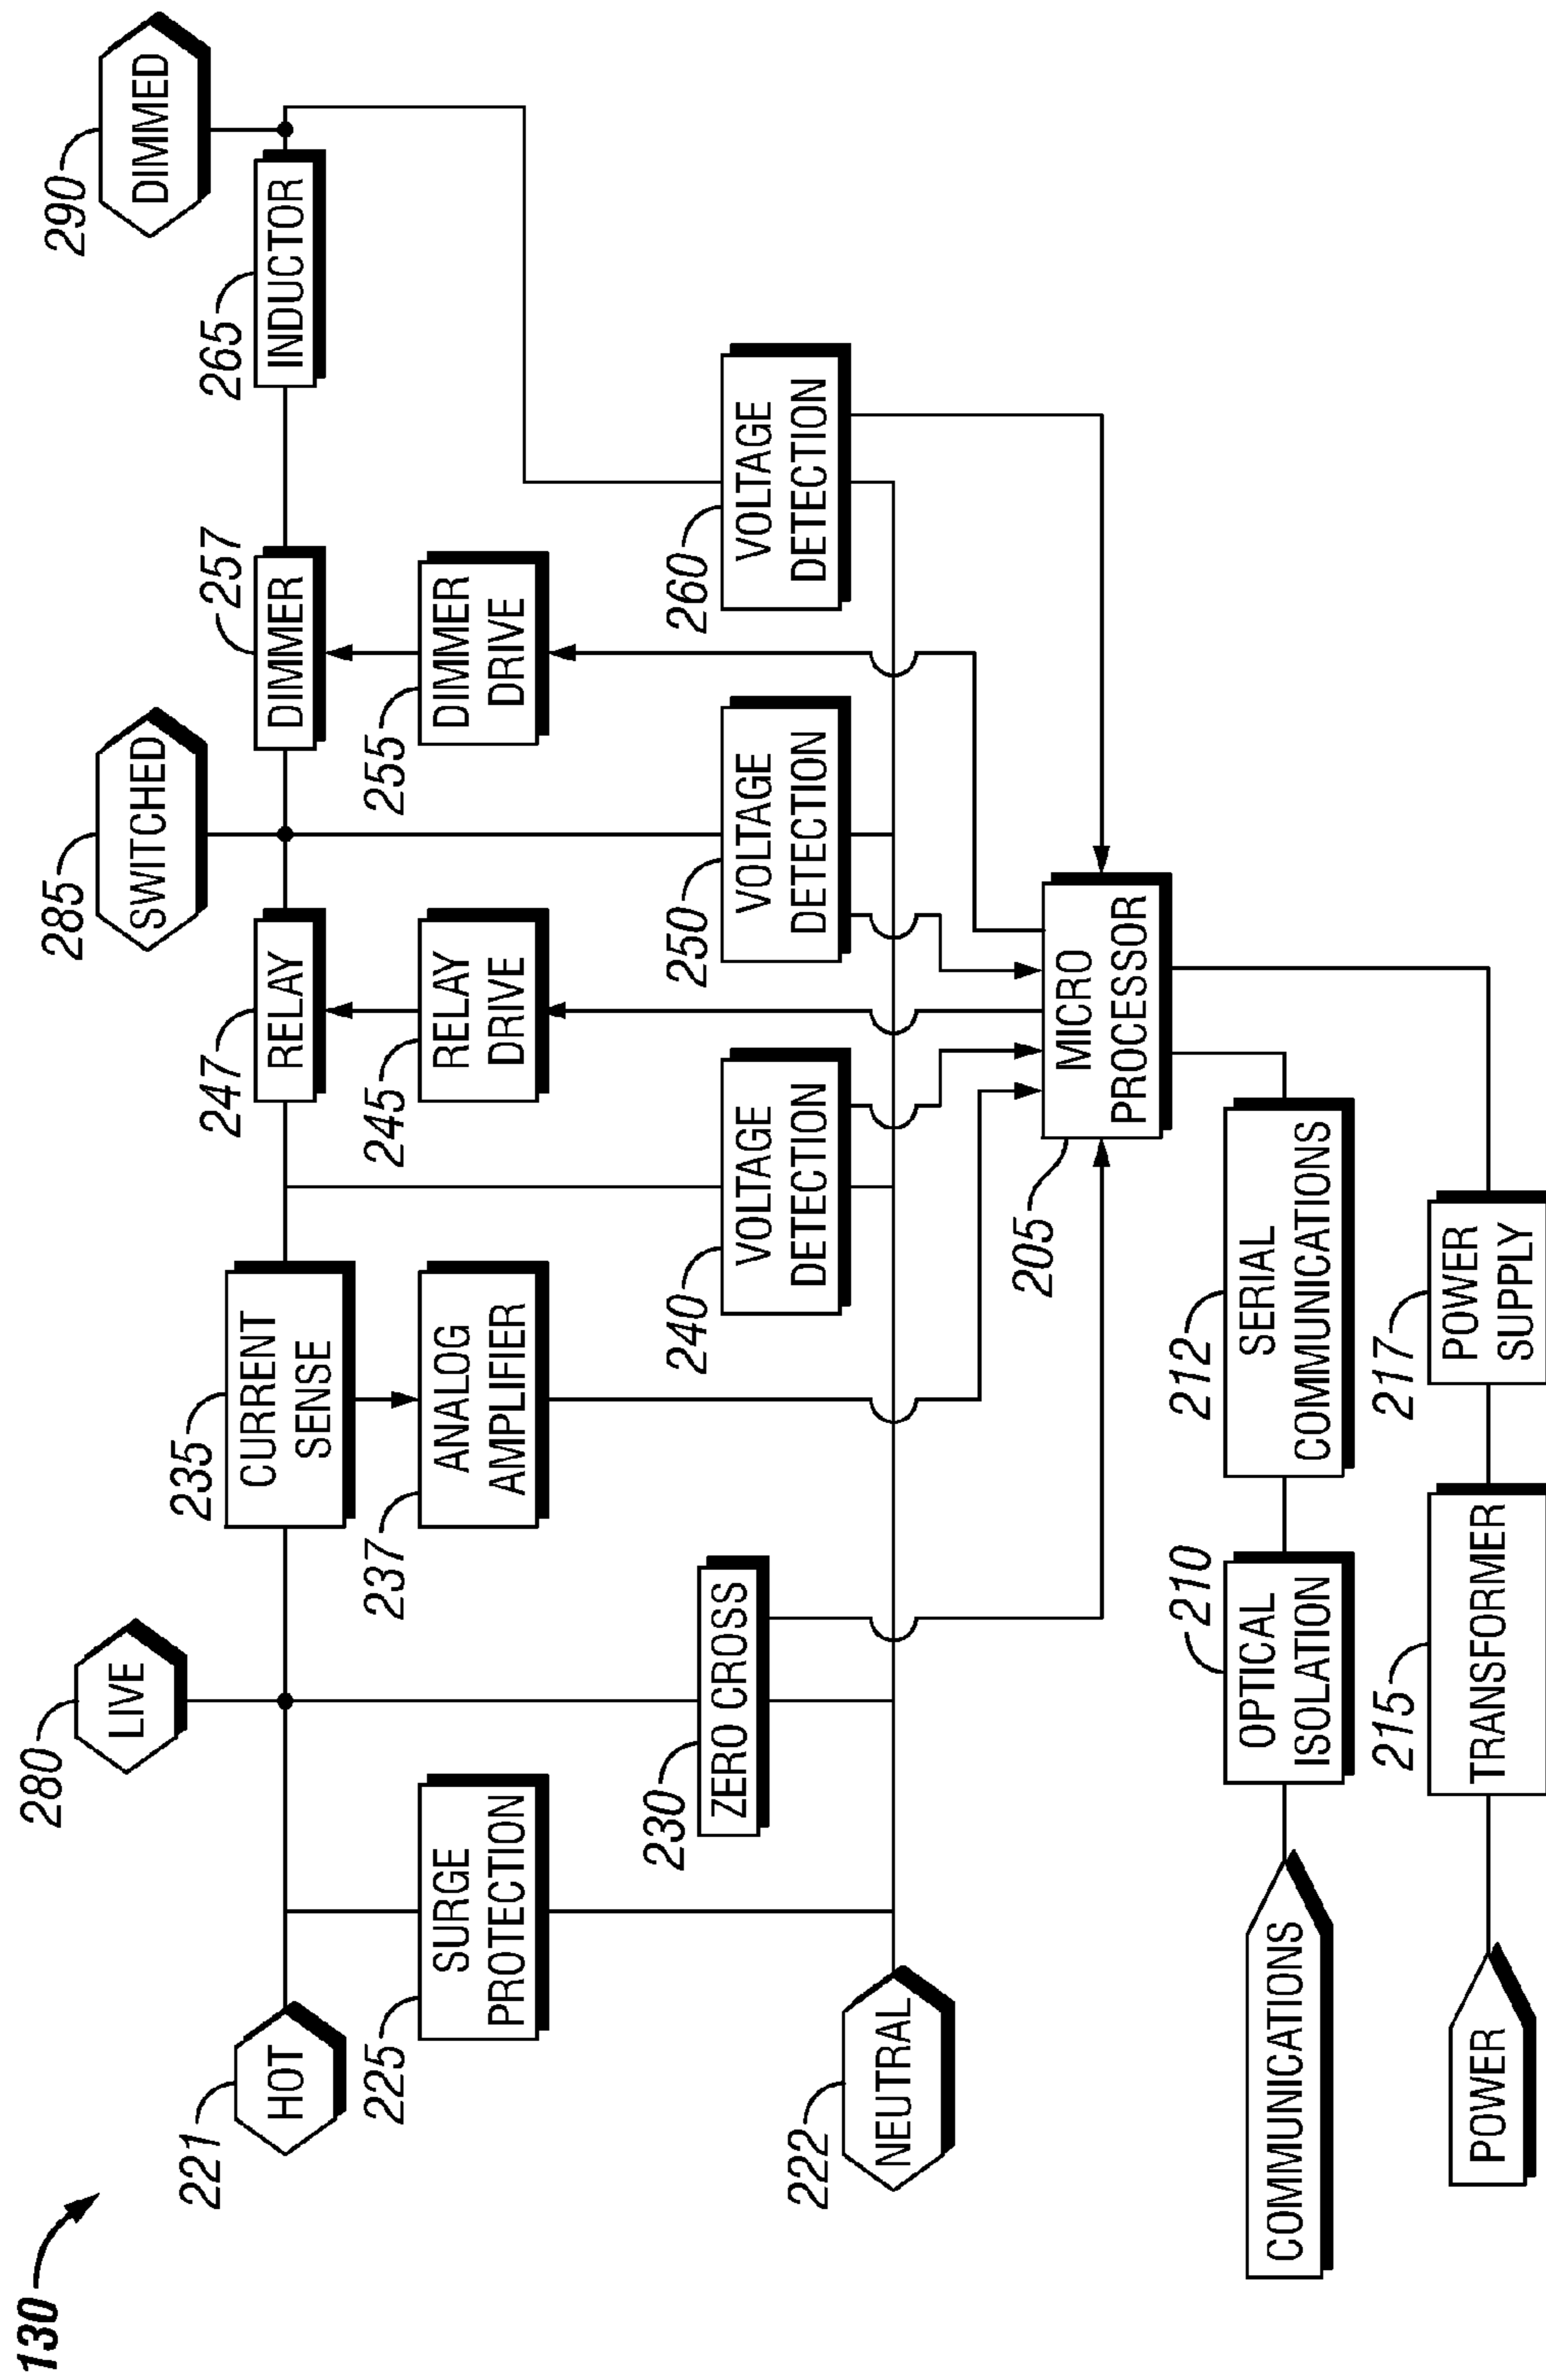 130
221
HOT
280
LIVE
235
CURRENT
SENSE
247
RELAY
285
SWITCHED
257
DIMMER
265
INDUCTOR
290
DIMMED
225
SURGE
PROTECTION
237
ANALOG
AMPLIFIER
245
RELAY
DRIVE
255
DIMMER
DRIVE
230
ZERO CROSS
240
VOLTAGE
DETECTION
250
VOLTAGE
DETECTION
260
VOLTAGE
DETECTION
222
NEUTRAL
205
MICRO
PROCESSOR
COMMUNICATIONS
210
OPTICAL
ISOLATION
212
SERIAL
COMMUNICATIONS
POWER
215
TRANSFORMER
217
POWER
SUPPLY